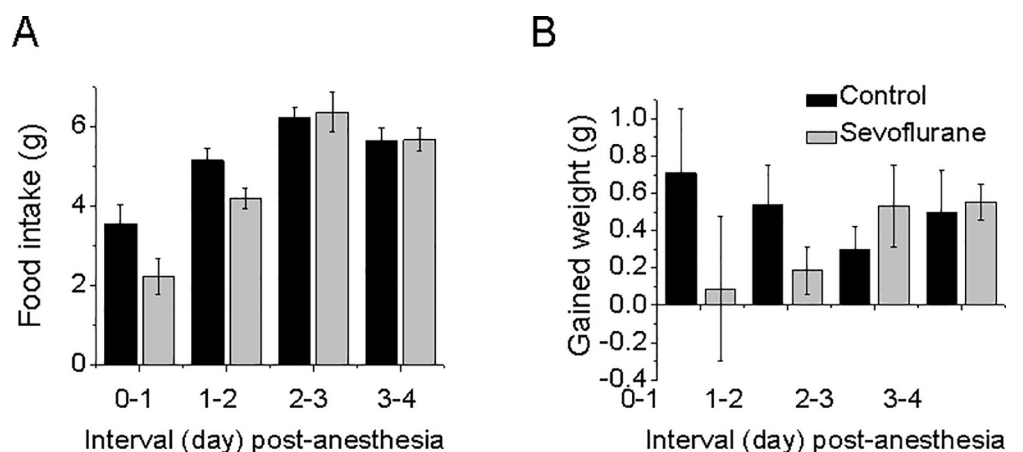 A
Food intake (g)
6
4
2
0
0-1 1-2 2-3 3-4
Interval (day) post-anesthesia
B
Control
Sevoflurane
Gained weight (g)
1.0
0.8
0.6
0.4
0.2
0.0
-0.2
-0.4
0-1 1-2 2-3 3-4
Interval (day) post-anesthesia